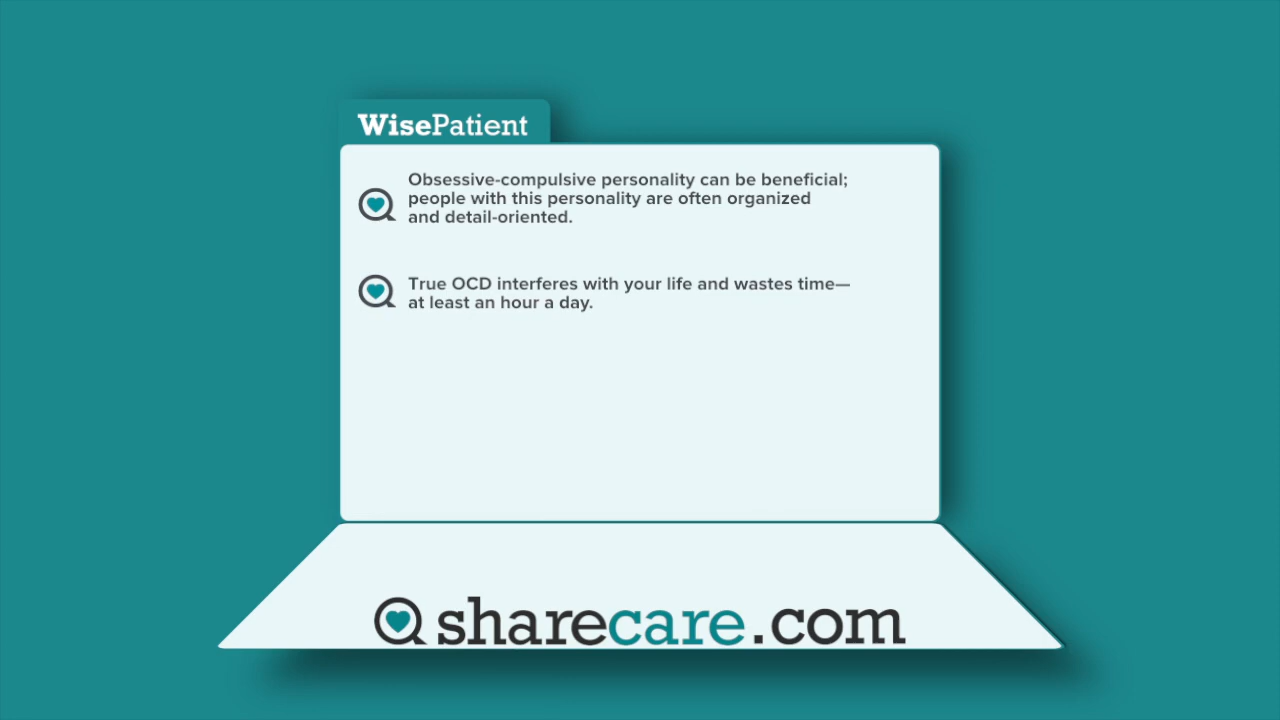 WisePatient
Obsessive-compulsive personality can be beneficial;
people with this personality are often organized
and detail-oriented.
True OCD interferes with your life and wastes time—
at least an hour a day.
sharecare.com